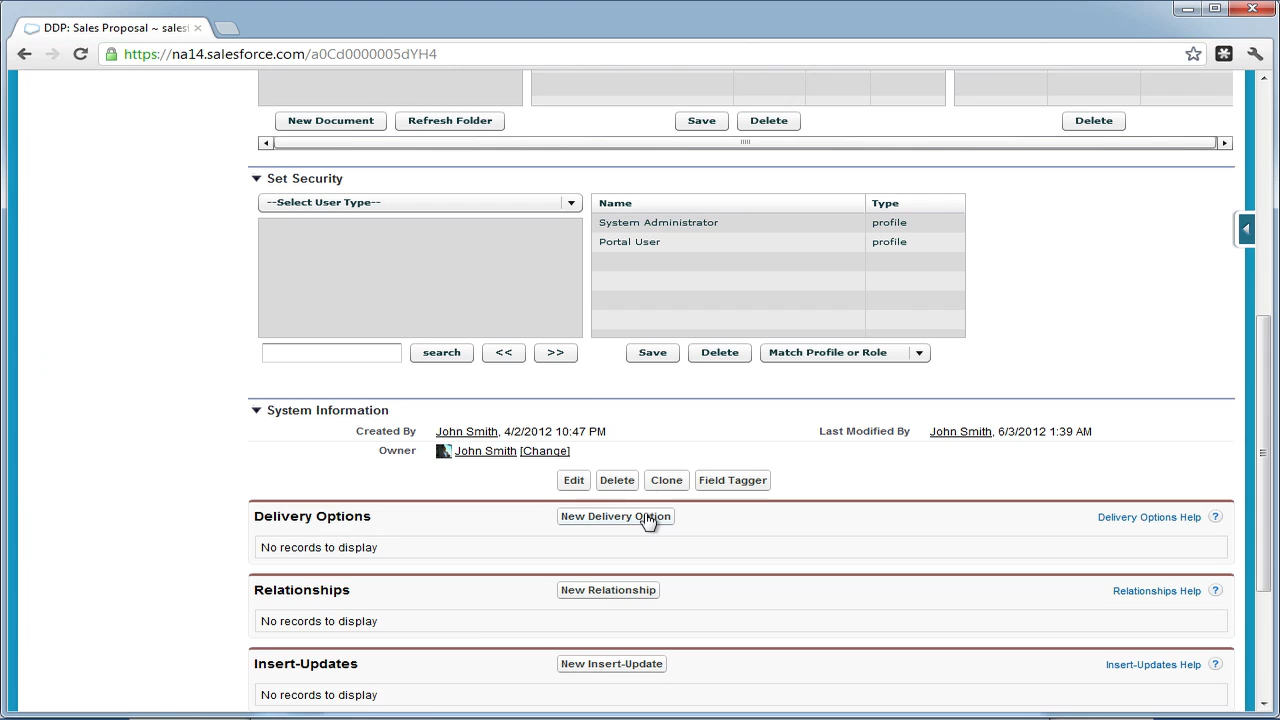 DDP: Sales Proposal ~ sales
https://na14.salesforce.com/a0Cd0000005dYH4
New Document Refresh Folder Save Delete Delete
Set Security
--Select User Type-- Name Type
System Administrator profile
Portal User profile
search << >> Save Delete Match Profile or Role
System Information
Created By John Smith, 4/2/2012 10:47 PM Last Modified By John Smith, 6/3/2012 1:39 AM
Owner John Smith [Change]
Edit Delete Clone Field Tagger
Delivery Options New Delivery Option Delivery Options Help ?
No records to display
Relationships New Relationship Relationships Help ?
No records to display
Insert-Updates New Insert-Update Insert-Updates Help ?
No records to display